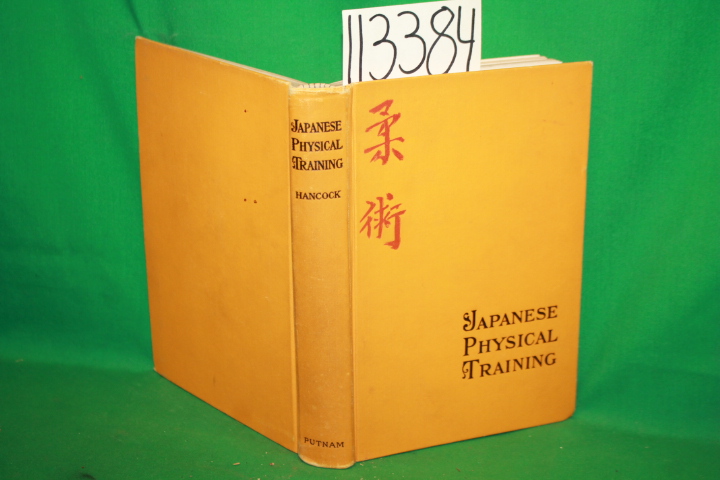 113384
JAPANESE
PHYSICAL
TRAINING
HANCOCK
PUTNAM
柔
術
JAPANESE
PHYSICAL
TRAINING